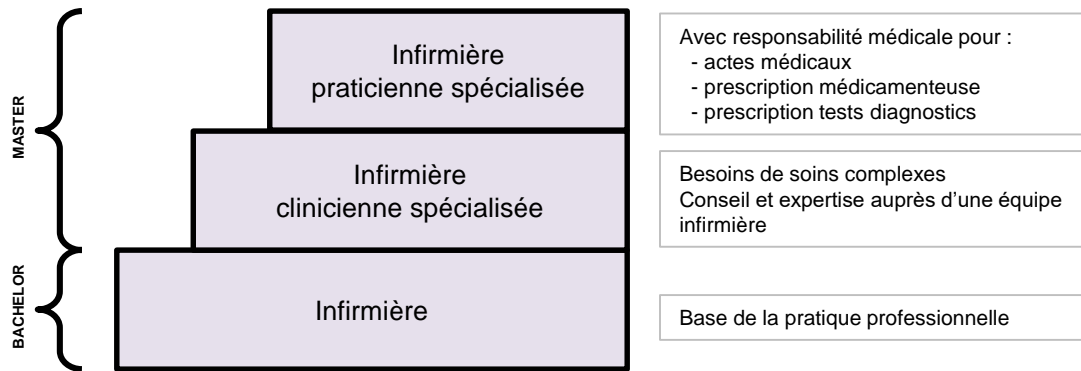 MASTER
Infirmière
praticienne spécialisée
Avec responsabilité médicale pour :
- actes médicaux
- prescription médicamenteuse
- prescription tests diagnostics
Infirmière
clinicienne spécialisée
Besoins de soins complexes
Conseil et expertise auprès d’une équipe
infirmière
BACHELOR
Infirmière
Base de la pratique professionnelle